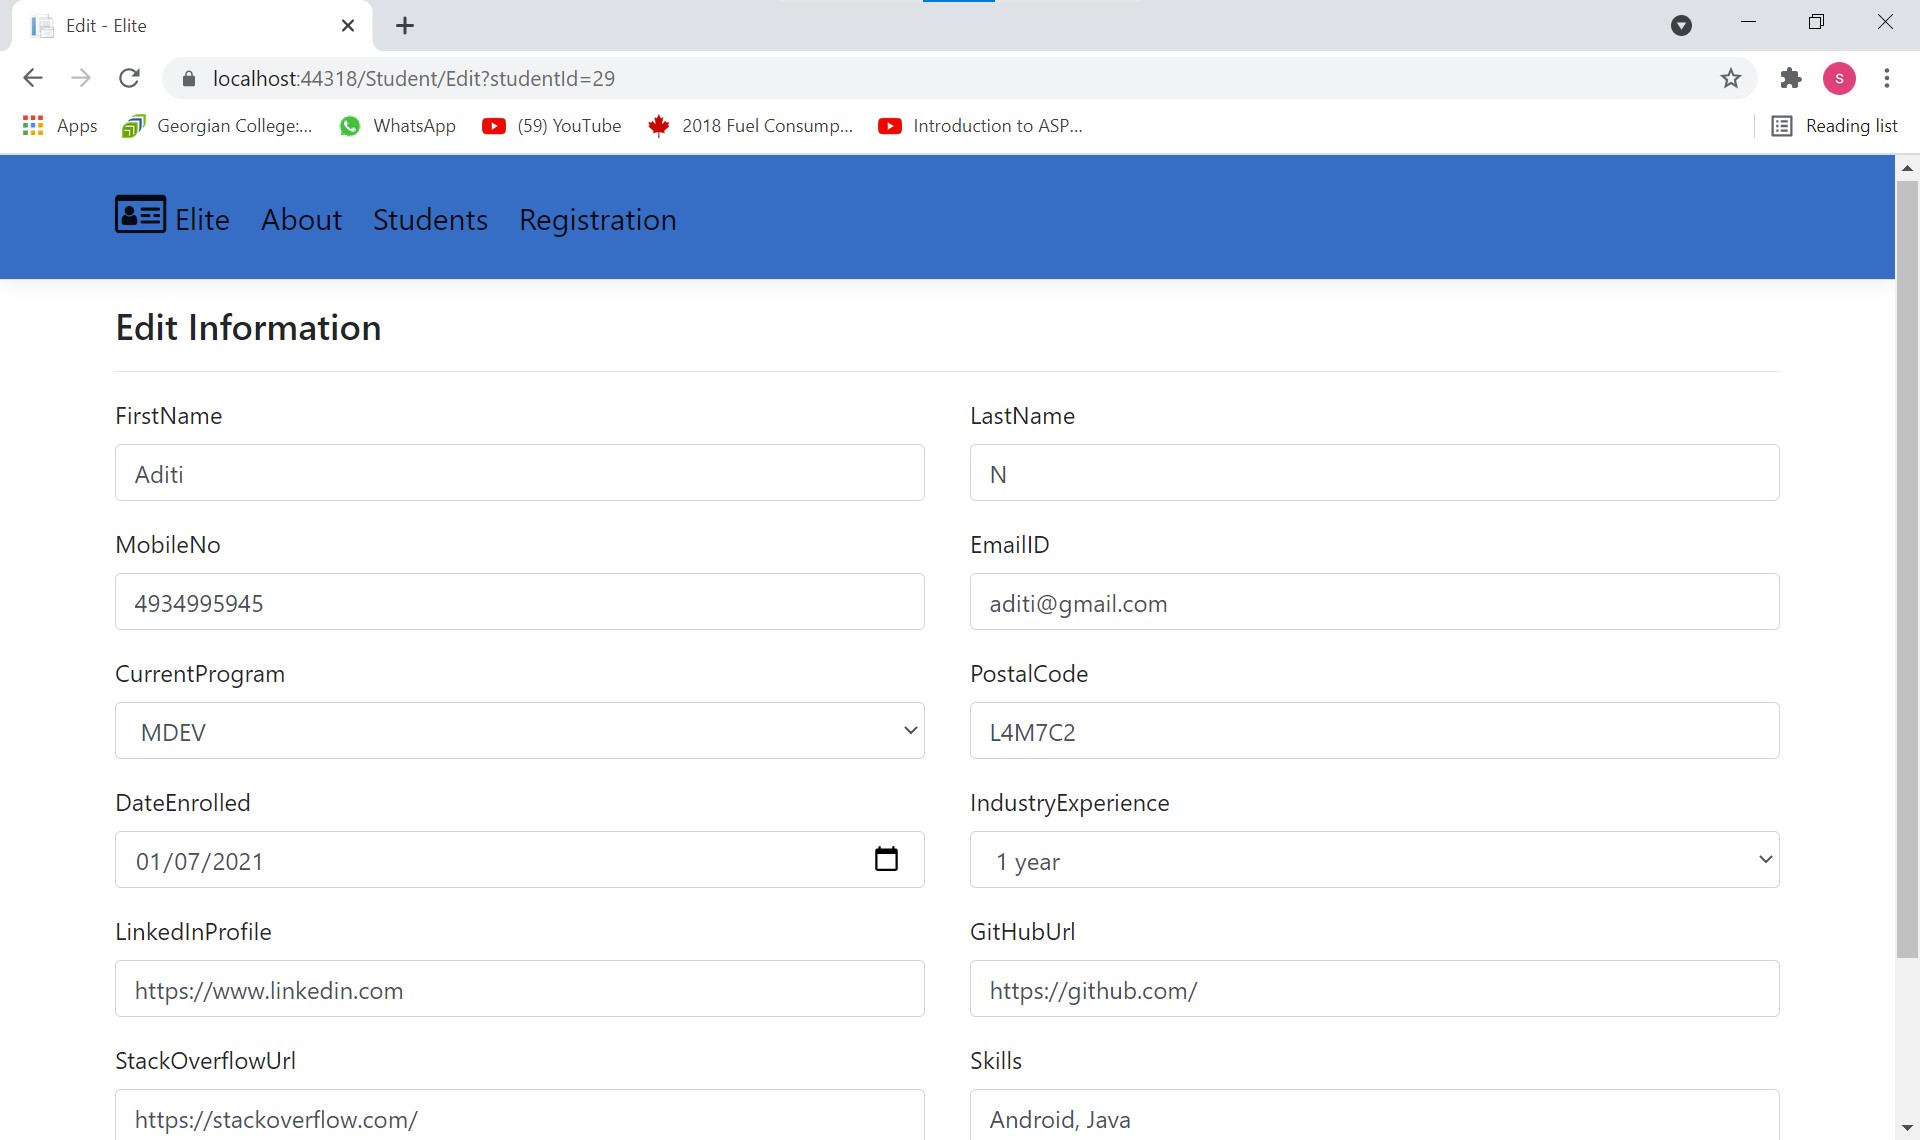 Edit - Elite
localhost:44318/Student/Edit?studentId=29
S
Apps Georgian College:... WhatsApp (59) YouTube 2018 Fuel Consump... Introduction to ASP... Reading list
Elite About Students Registration
Edit Information
FirstName LastName
Aditi N
MobileNo EmailID
4934995945 aditi@gmail.com
CurrentProgram PostalCode
MDEV L4M7C2
DateEnrolled IndustryExperience
01/07/2021 1 year
LinkedInProfile GitHubUrl
https://www.linkedin.com https://github.com/
StackOverflowUrl Skills
https://stackoverflow.com/ Android, Java